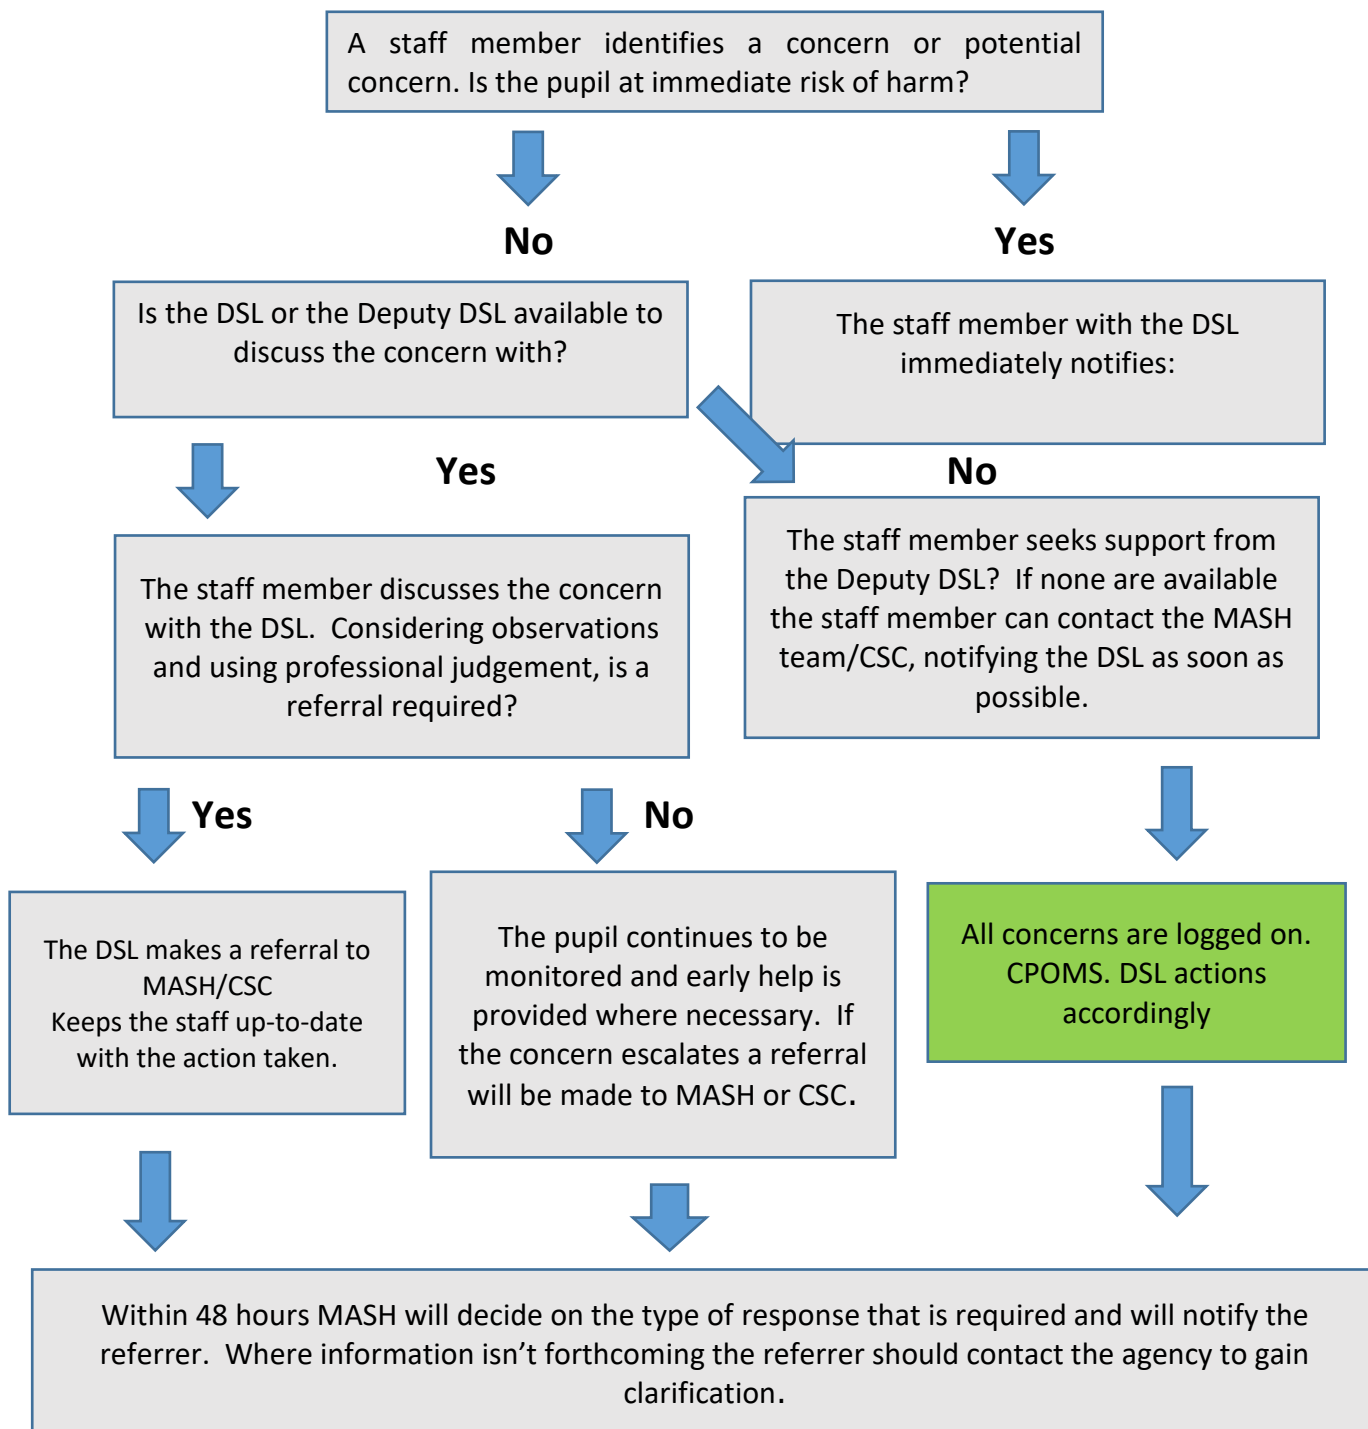 A staff member identifies a concern or potential
concern. Is the pupil at immediate risk of harm?
No
Yes
Is the DSL or the Deputy DSL available to
discuss the concern with?
The staff member with the DSL
immediately notifies:
Yes
No
The staff member discusses the concern
with the DSL. Considering observations
and using professional judgement, is a
referral required?
The staff member seeks support from
the Deputy DSL? If none are available
the staff member can contact the MASH
team/CSC, notifying the DSL as soon as
possible.
Yes
No
The DSL makes a referral to
MASH/CSC
Keeps the staff up-to-date
with the action taken.
The pupil continues to be
monitored and early help is
provided where necessary. If
the concern escalates a referral
will be made to MASH or CSC.
All concerns are logged on.
CPOMS. DSL actions
accordingly
Within 48 hours MASH will decide on the type of response that is required and will notify the
referrer. Where information isn’t forthcoming the referrer should contact the agency to gain
clarification.